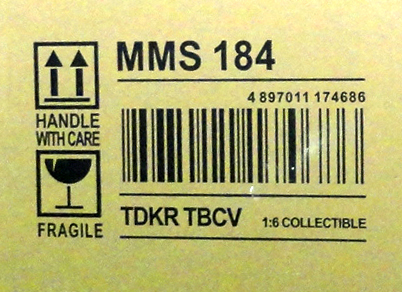 MMS 184
4 897011 174686
HANDLE
WITH CARE
TDKR TBCV 1:6 COLLECTIBLE
FRAGILE